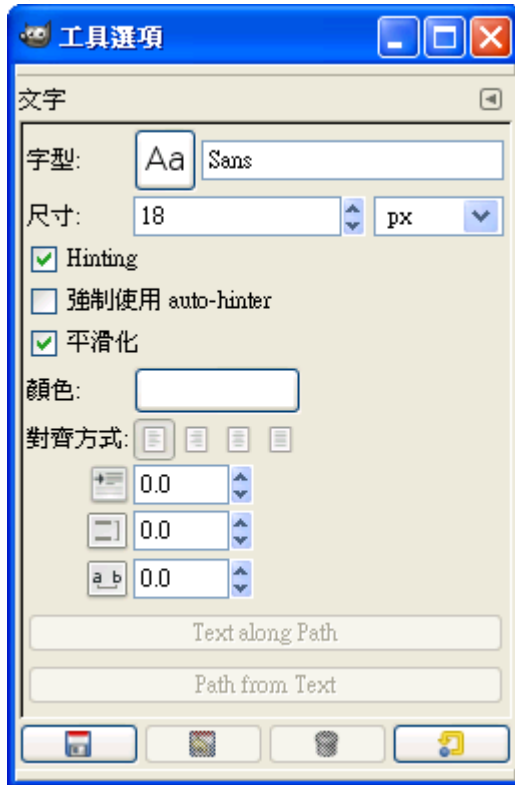 工具選項
文字
字型: Aa Sans
尺寸: 18 px
Hinting
強制使用 auto-hinter
平滑化
顏色:
對齊方式:
0.0
0.0
a b 0.0
Text along Path
Path from Text